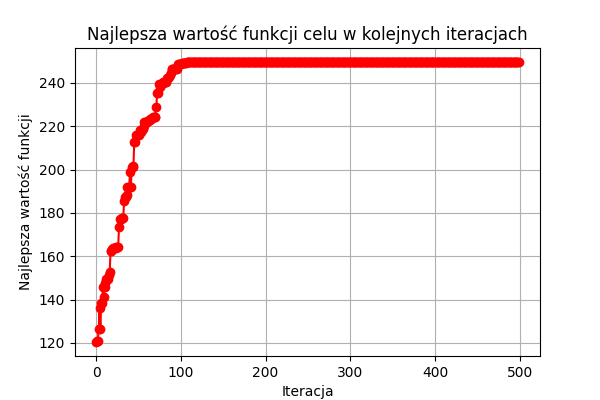 Najlepsza wartość funkcji celu w kolejnych iteracjach
Najlepsza wartość funkcji
240
220
200
180
160
140
120
0 100 200 300 400 500
Iteracja